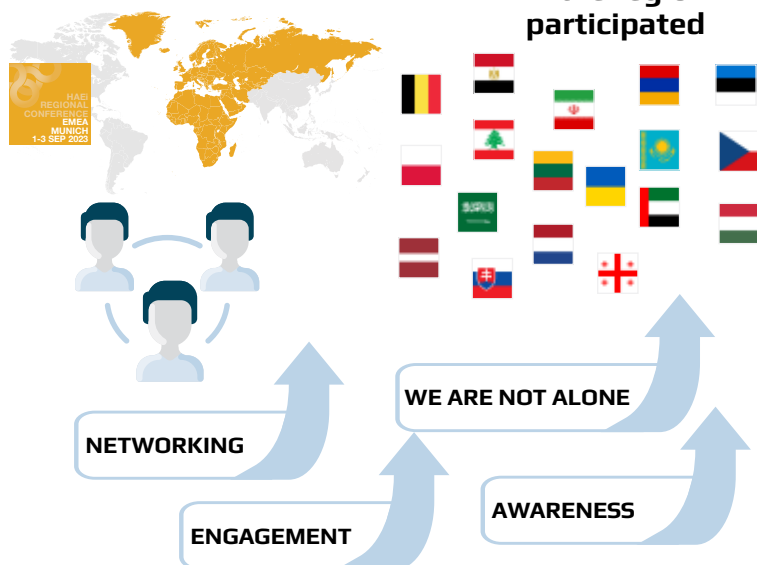 participated
HAEi
REGIONAL
CONFERENCE
EMEA
MUNICH
1-3 SEP 2023
WE ARE NOT ALONE
NETWORKING
AWARENESS
ENGAGEMENT